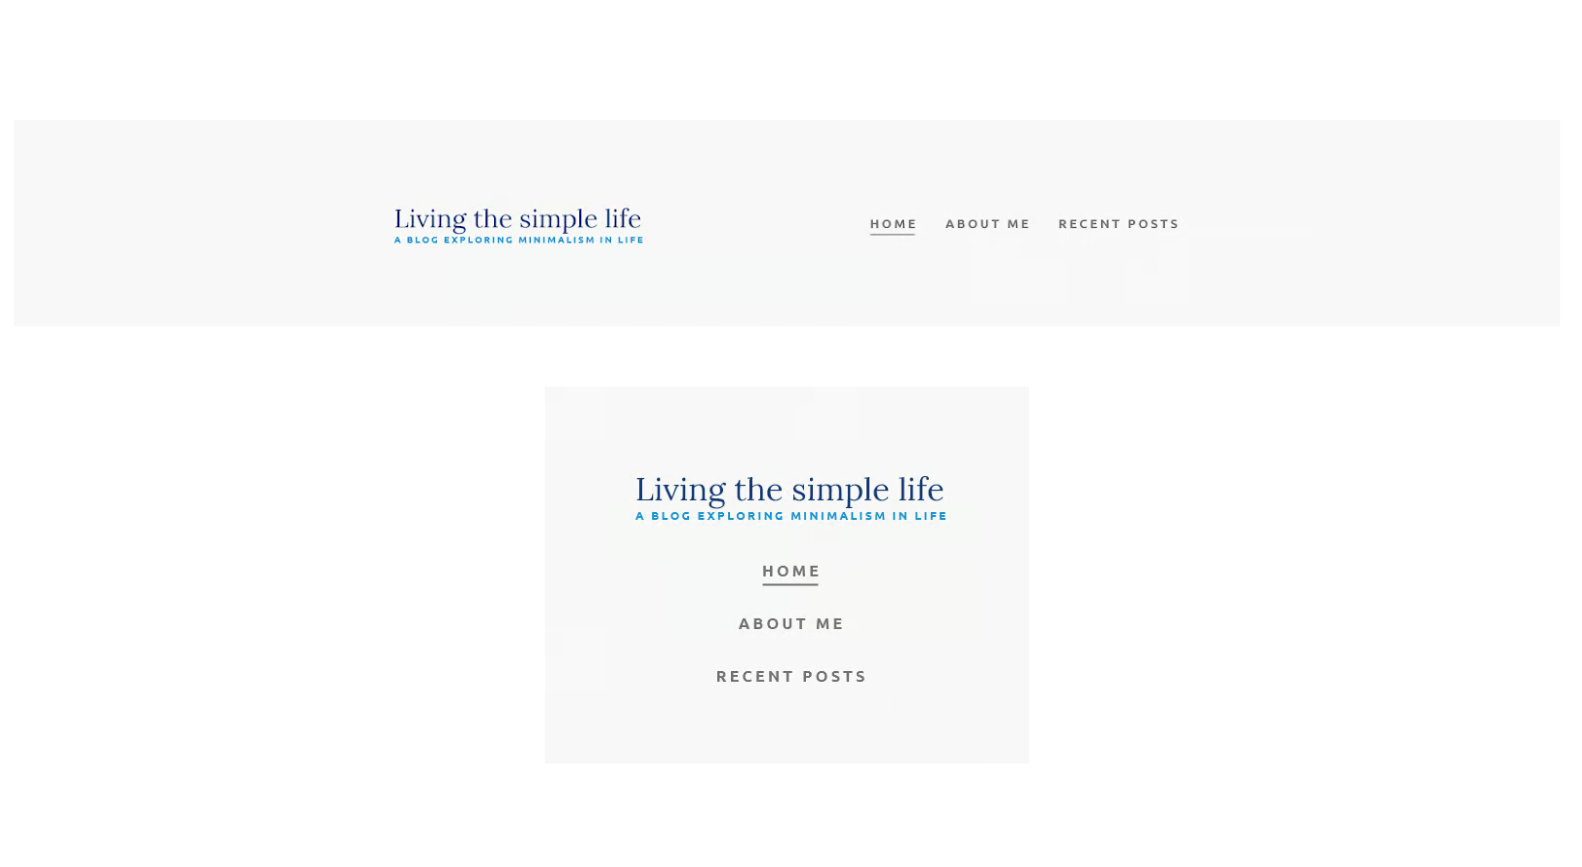 Living the simple life
A BLOG EXPLORING MINIMALISM IN LIFE
HOME ABOUT ME RECENT POSTS
Living the simple life
A BLOG EXPLORING MINIMALISM IN LIFE
HOME
ABOUT ME
RECENT POSTS